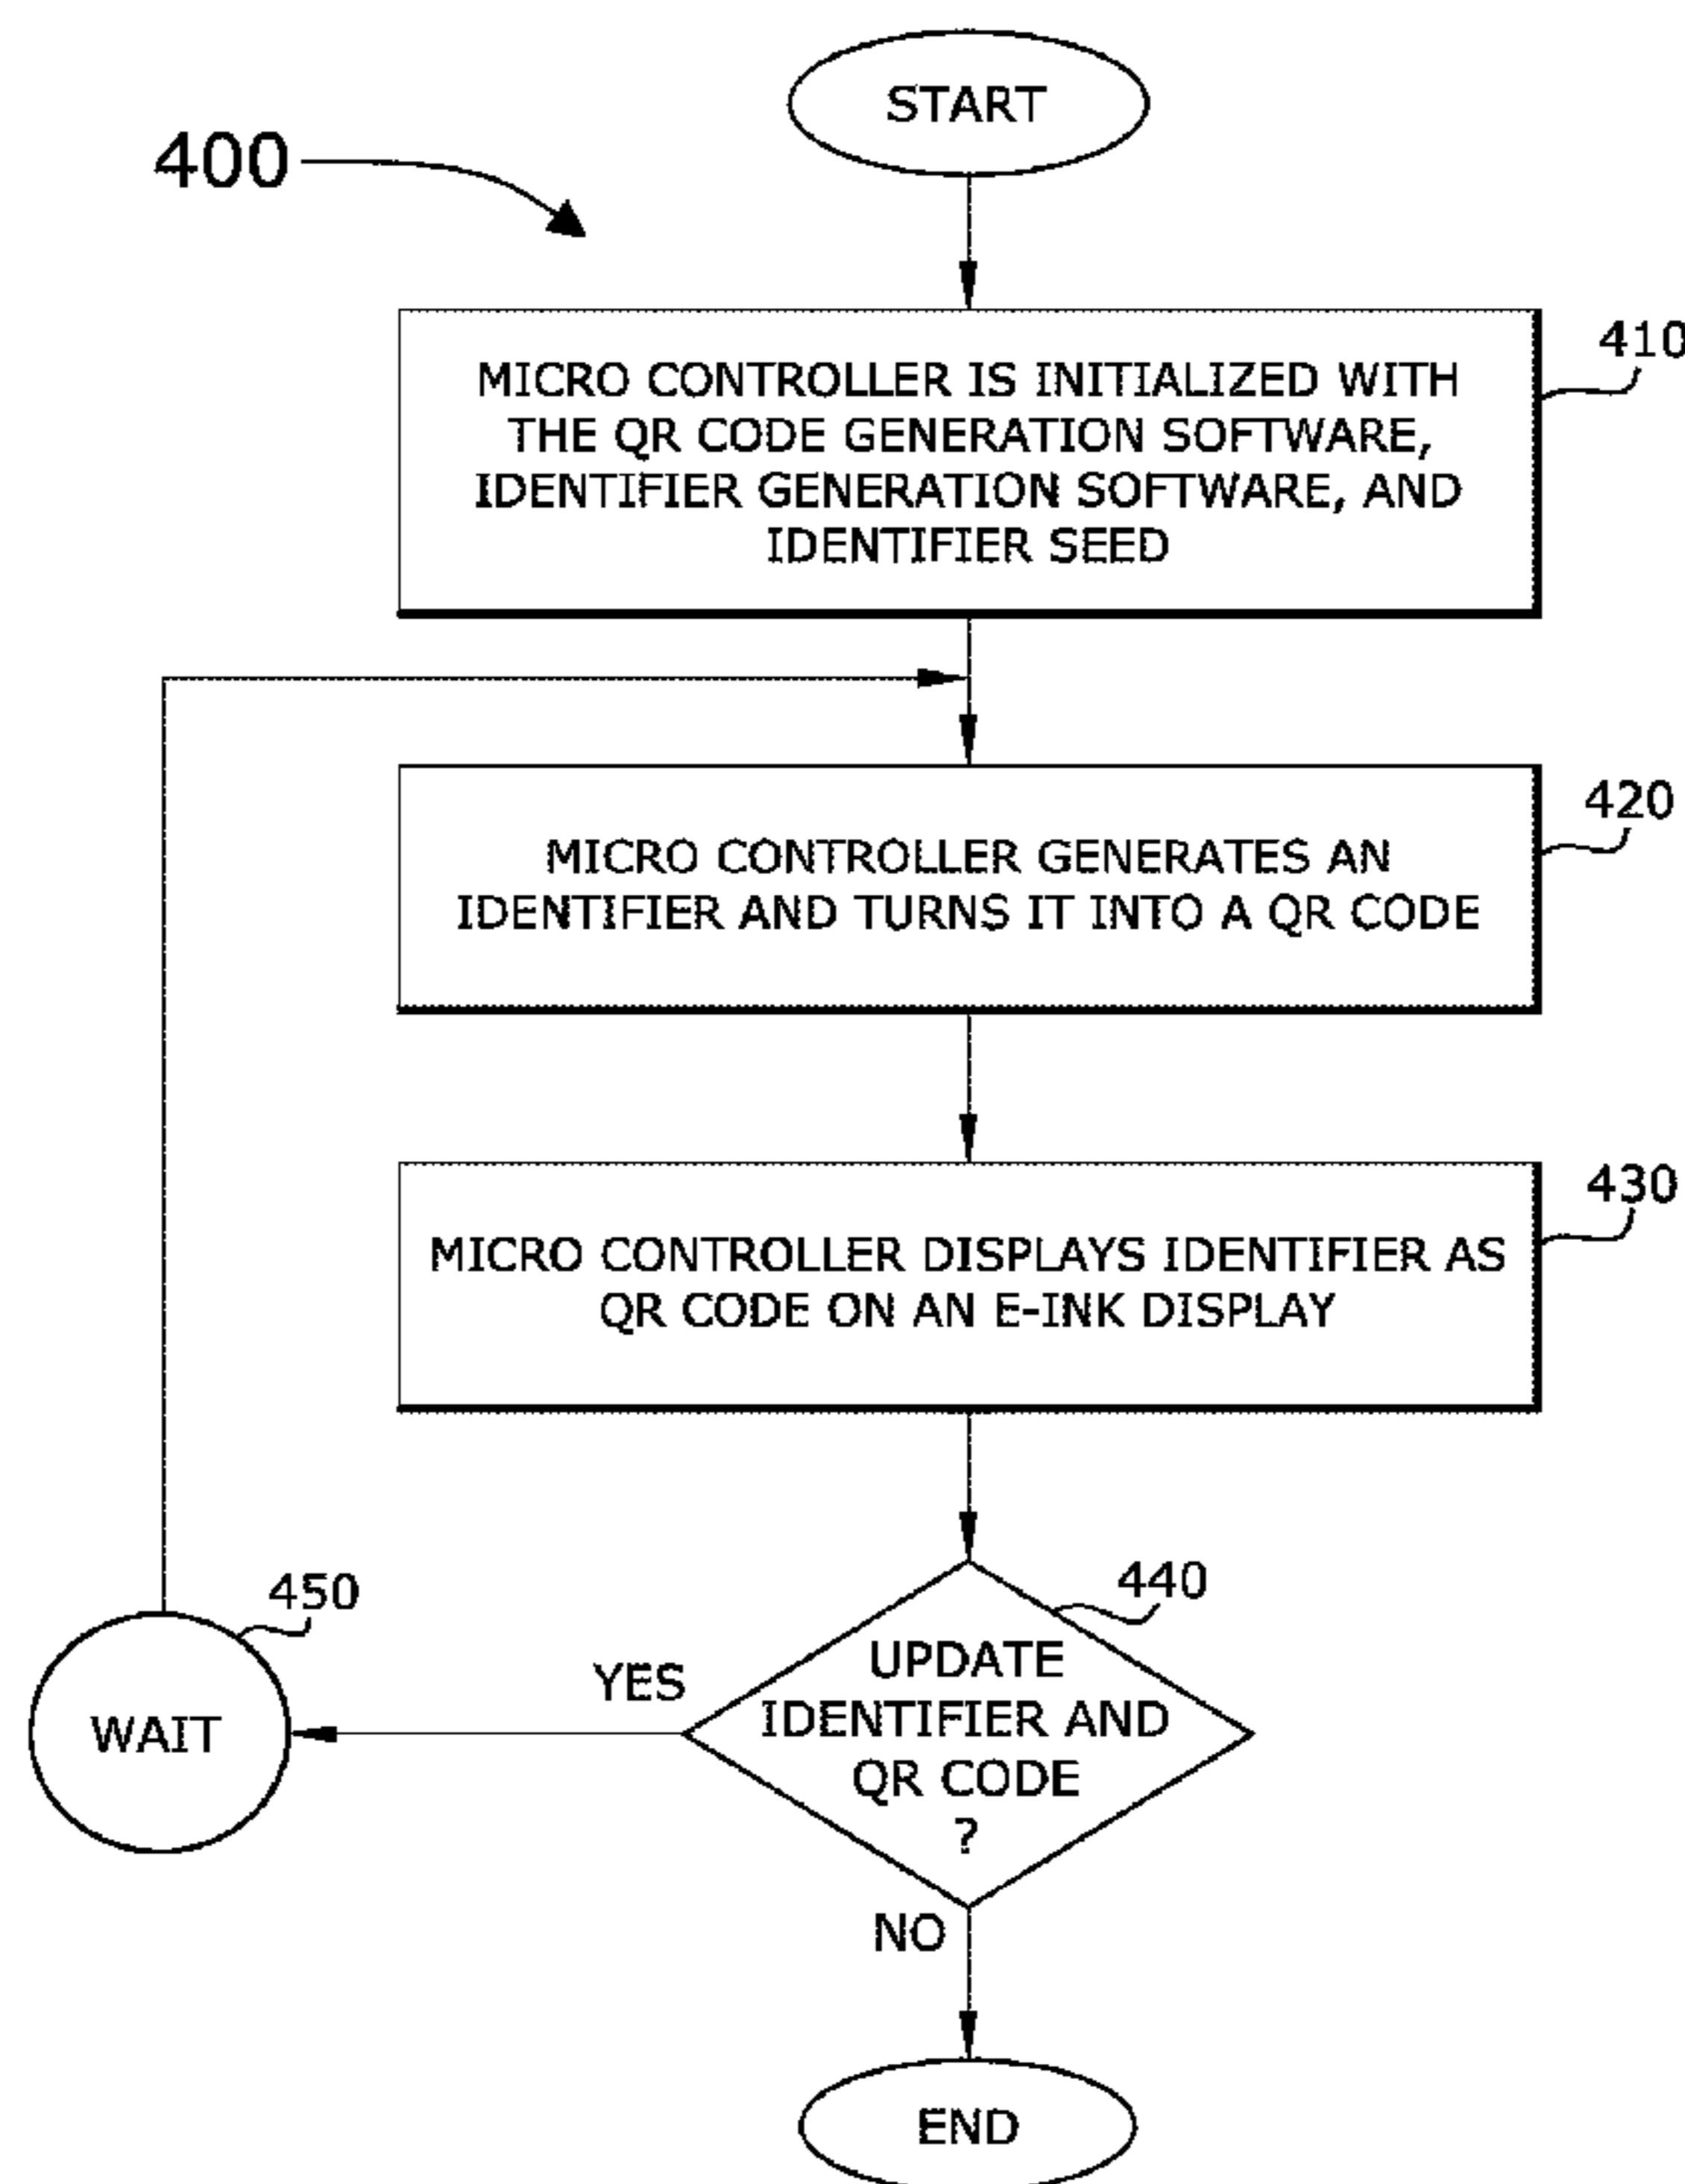 START
400
MICRO CONTROLLER IS INITIALIZED WITH
THE QR CODE GENERATION SOFTWARE,
IDENTIFIER GENERATION SOFTWARE, AND
IDENTIFIER SEED
410
MICRO CONTROLLER GENERATES AN
IDENTIFIER AND TURNS IT INTO A QR CODE
420
MICRO CONTROLLER DISPLAYS IDENTIFIER AS
QR CODE ON AN E-INK DISPLAY
430
440
UPDATE
IDENTIFIER AND
QR CODE
?
YES
450
WAIT
NO
END